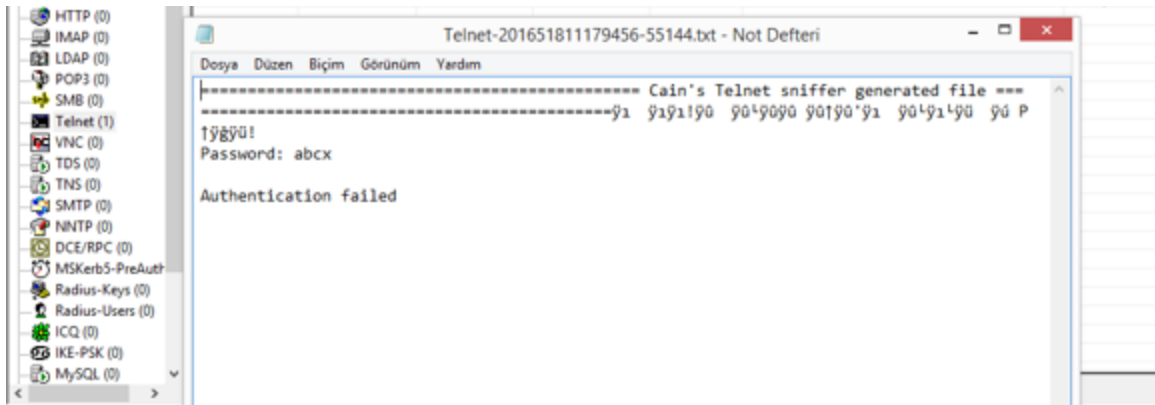 HTTP (0)
IMAP (0)
LDAP (0)
POP3 (0)
SMB (0)
Telnet (1)
VNC (0)
TDS (0)
TNS (0)
SMTP (0)
NNTP (0)
DCE/RPC (0)
MSKerb5-PreAuth
Radius-Keys (0)
Radius-Users (0)
ICQ (0)
IKE-PSK (0)
MySQL (0)
Telnet-201651811179456-55144.txt - Not Defteri
Dosya Düzen Biçim Görünüm Yardım
================================================ Cain's Telnet sniffer generated file ===
Password: abcx
Authentication failed